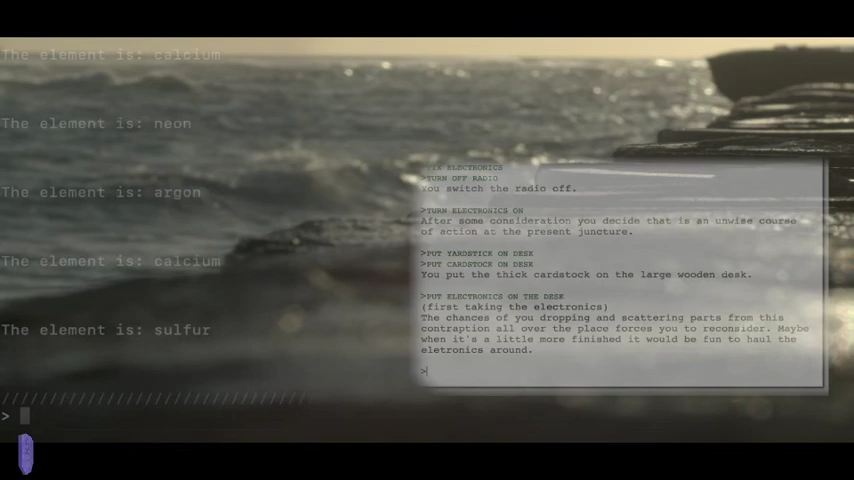 The element is: calcium
The element is: neon
The element is: argon
The element is: calcium
The element is: sulfur
///////////////////////////////
>
FIX ELECTRONICS
>TURN OFF RADIO
You switch the radio off.
>TURN ELECTRONICS ON
After some consideration you decide that is an unwise course
of action at the present juncture.
>PUT YARDSTICK ON DESK
>PUT CARDSTOCK ON DESK
You put the thick cardstock on the large wooden desk.
>PUT ELECTRONICS ON THE DESK
(first taking the electronics)
The chances of you dropping and scattering parts from this
contraption all over the place forces you to reconsider. Maybe
when it's a little more finished it would be fun to haul the
eletronics around.
>